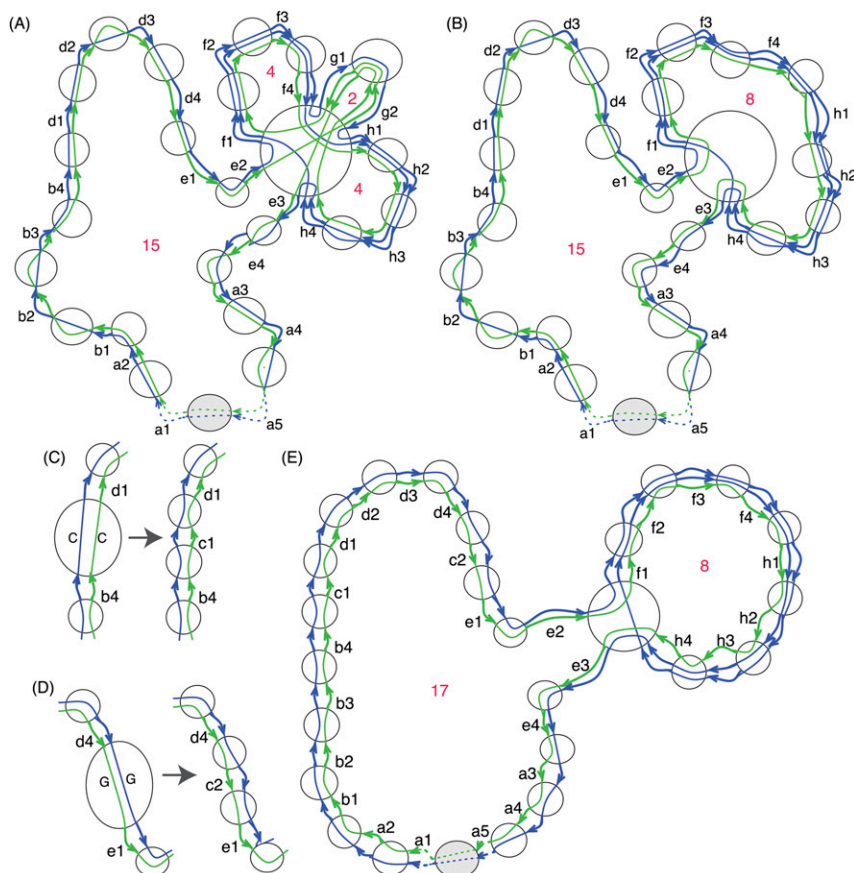 (A)
d3
d2
f3
f2
g1
4
2
f4
g2
d4
d1
f1
h1
e2
h2
b4
e1
4
e3
b3
h4
h3
15
e4
b2
a3
a4
b1
a2
a1
a5
(B)
d3
d2
f3
f4
f2
8
d4
d1
h1
f1
e2
h2
b4
e1
e3
b3
h4
h3
15
e4
b2
a3
a4
b1
a2
a1
a5
(C)
d1
C C
b4
d1
c1
b4
(D)
d4
G G
e1
d4
c2
e1
(E)
d3
d2
d4
f3
f4
f2
d1
c2
h1
8
c1
f1
e1
h2
e2
h3
b4
h4
e3
b3
17
e4
b2
a3
b1
a4
a2
a1
a5